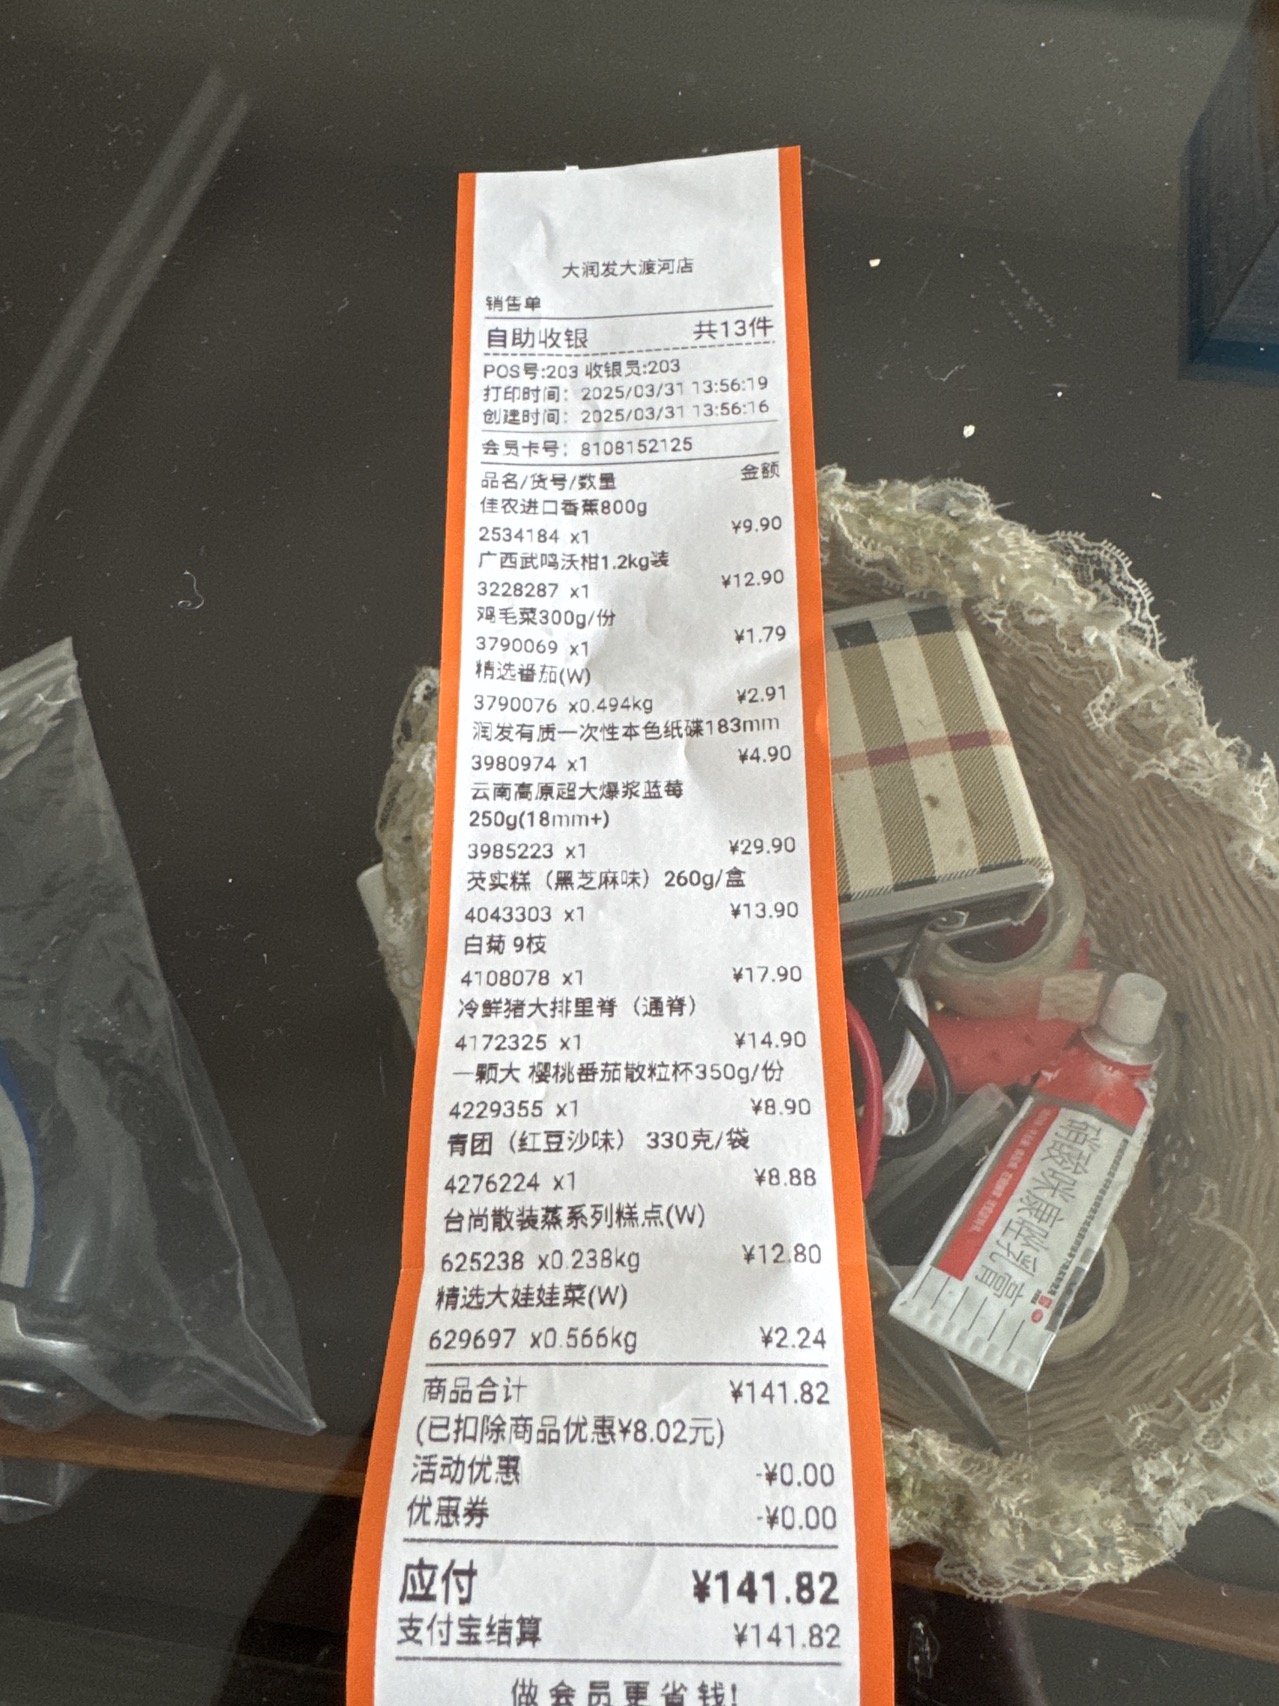 大润发大渡河店
销售单
自助收银 共13件
POS号:203 收银员:203
打印时间: 2025/03/31 13:56:19
创建时间: 2025/03/31 13:56:16
会员卡号: 8108152125
品名/货号/数量 金额
佳农进口香蕉800g
2534184 x1 ¥9.90
广西武鸣沃柑1.2kg装
3228287 x1 ¥12.90
鸡毛菜300g/份
3790069 x1 ¥1.79
精选番茄(W)
3790076 x0.494kg ¥2.91
润发有质一次性本色纸碟183mm
3980974 x1 ¥4.90
云南高原超大爆浆蓝莓
250g(18mm+)
3985223 x1 ¥29.90
芡实糕（黑芝麻味）260g/盒
4043303 x1 ¥13.90
白菊 9枝
4108078 x1 ¥17.90
冷鲜猪大排里脊（通脊）
4172325 x1 ¥14.90
一颗大 樱桃番茄散粒杯350g/份
4229355 x1 ¥8.90
青团（红豆沙味） 330克/袋
4276224 x1 ¥8.88
台尚散装蒸系列糕点(W)
625238 x0.238kg ¥12.80
精选大娃娃菜(W)
629697 x0.566kg ¥2.24
商品合计 ¥141.82
(已扣除商品优惠¥8.02元)
活动优惠 -¥0.00
优惠券 -¥0.00
应付 ¥141.82
支付宝结算 ¥141.82
做会员更省钱!
硝酸咪康唑乳膏